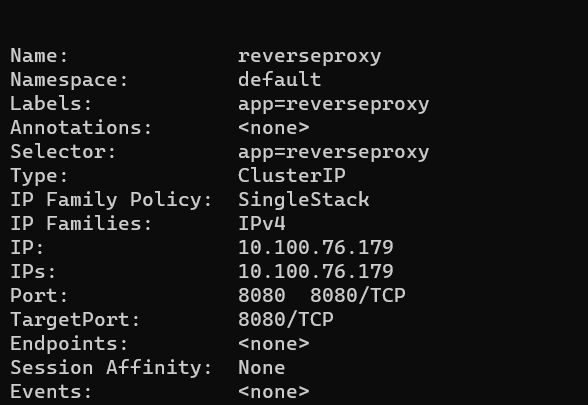 Name: reverseproxy
Namespace: default
Labels: app=reverseproxy
Annotations: <none>
Selector: app=reverseproxy
Type: ClusterIP
IP Family Policy: SingleStack
IP Families: IPv4
IP: 10.100.76.179
IPs: 10.100.76.179
Port: 8080 8080/TCP
TargetPort: 8080/TCP
Endpoints: <none>
Session Affinity: None
Events: <none>